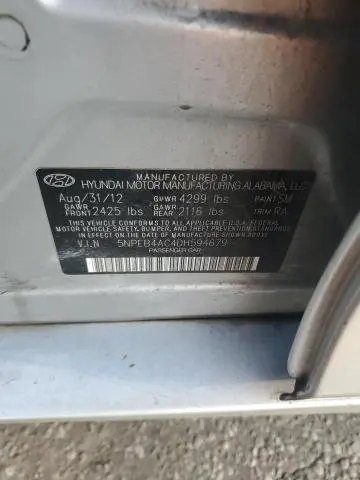 MANUFACTURED BY
HYUNDAI MOTOR MANUFACTURING ALABAMA, LLC
Aug/31/12 GVWR 4299 lbs PAINT SM
GAWR FRONT 2425 lbs GAWR REAR 2116 lbs TRIM RA
THIS VEHICLE CONFORMS TO ALL APPLICABLE FEDERAL
MOTOR VEHICLE SAFETY, BUMPER, AND THEFT PREVENTION STANDARDS
IN EFFECT ON THE DATE OF MANUFACTURE SHOWN ABOVE.
V.I.N 5NPEB4AC4DH594679
PASSENGER CAR